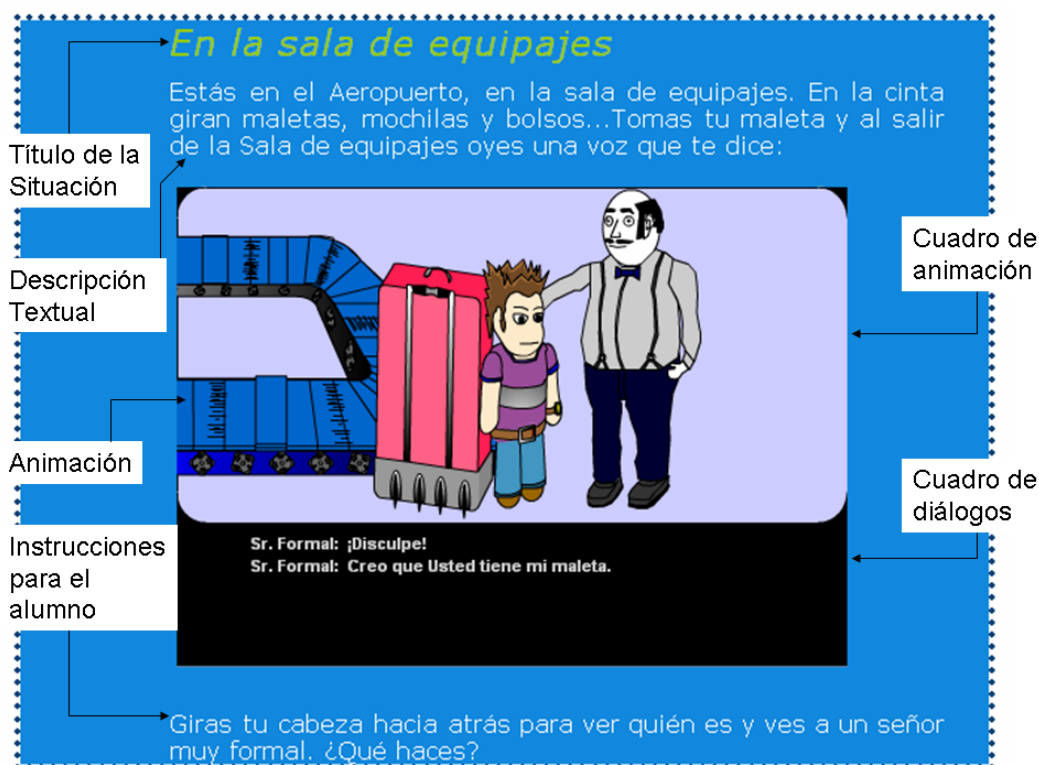 En la sala de equipajes
Estás en el Aeropuerto, en la sala de equipajes. En la cinta
giran maletas, mochilas y bolsos...Tomas tu maleta y al salir
de la Sala de equipajes oyes una voz que te dice:
Título de la
Situación
Descripción
Textual
Animación
Instrucciones
para el
alumno
Cuadro de
animación
Cuadro de
diálogos
Sr. Formal: ¡Disculpe!
Sr. Formal: Creo que Usted tiene mi maleta.
Giras tu cabeza hacia atrás para ver quién es y ves a un señor
muy formal. ¿Qué haces?